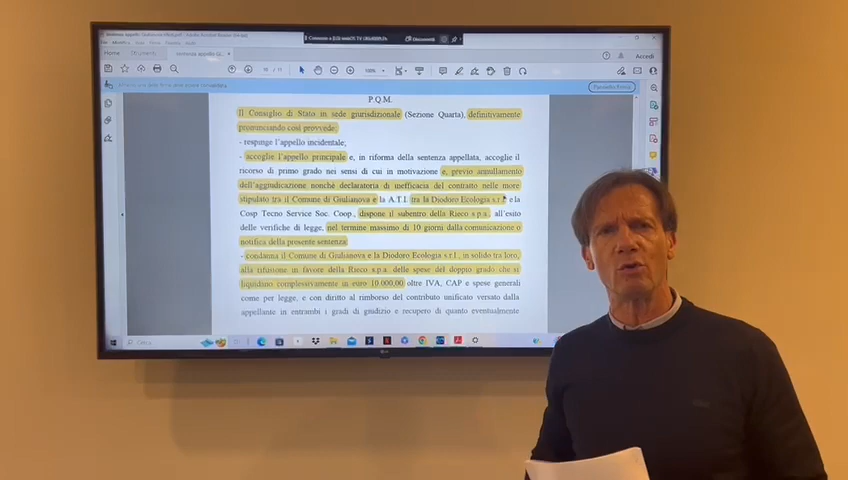 Home
Accedi
P.Q.M.
Il Consiglio di Stato in sede giurisdizionale (Sezione Quarta), definitivamente
pronunciando così provvede:
- respinge l'appello incidentale;
- accoglie l'appello principale e, in riforma della sentenza appellata, accoglie il
ricorso di primo grado nei sensi di cui in motivazione e, previo annullamento
dell'aggiudicazione nonché declaratoria di inefficacia del contratto nelle more
stipulato tra il Comune di Giulianova e la A.T.I. tra la Diodoro Ecologia s.r.l. e la
Cosp Tecno Service Soc. Coop., dispone il subentro della Rieco s.p.a. all'esito
delle verifiche di legge, nel termine massimo di 10 giorni dalla comunicazione o
notifica della presente sentenza.
- condanna il Comune di Giulianova e la Diodoro Ecologia s.r.l., in solido tra loro,
alla rifusione in favore della Rieco s.p.a. delle spese del doppio grado che si
liquidano complessivamente in euro 10.000,00 oltre IVA, CAP e spese generali
come per legge, e con diritto al rimborso del contributo unificato versato dalla
appellante in entrambi i gradi di giudizio e recupero di quanto eventualmente
Cerca
LG